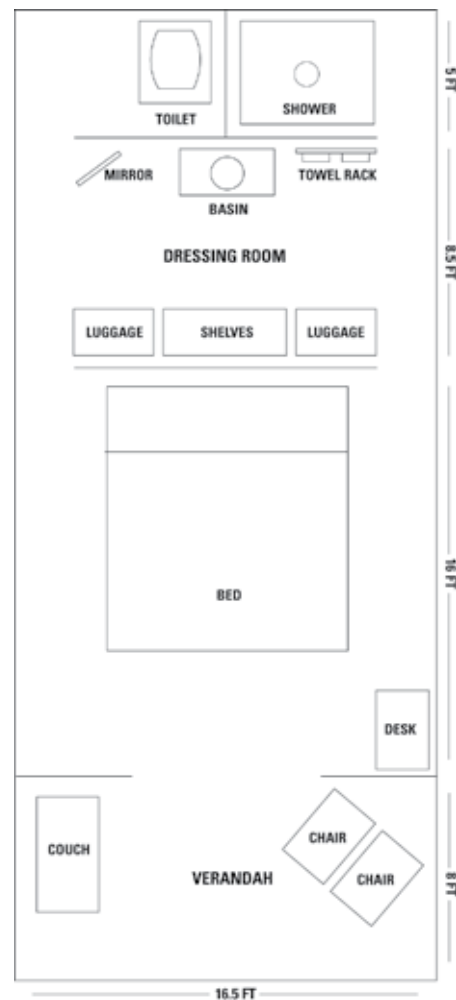 TOILET
SHOWER
5 FT
MIRROR
TOWEL RACK
BASIN
DRESSING ROOM
8.5 FT
LUGGAGE
SHELVES
LUGGAGE
BED
16 FT
DESK
COUCH
CHAIR
CHAIR
VERANDAH
8 FT
16.5 FT